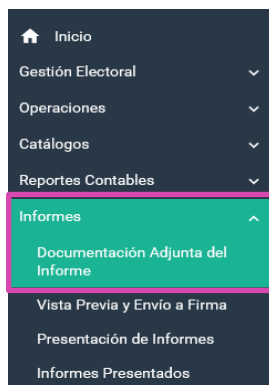 Inicio
Gestión Electoral
Operaciones
Catálogos
Reportes Contables
Informes
Documentación Adjunta del
Informe
Vista Previa y Envío a Firma
Presentación de Informes
Informes Presentados